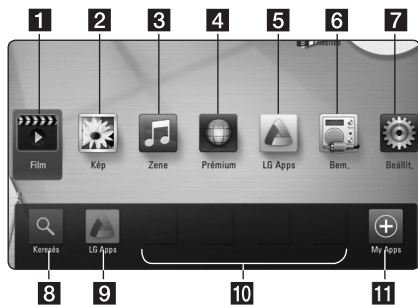 1 2 3 4 5 6 7
Film Kép Zene Prémium LG Apps Bem. Beállít.
Keresés LG Apps My Apps
8 9 10 11